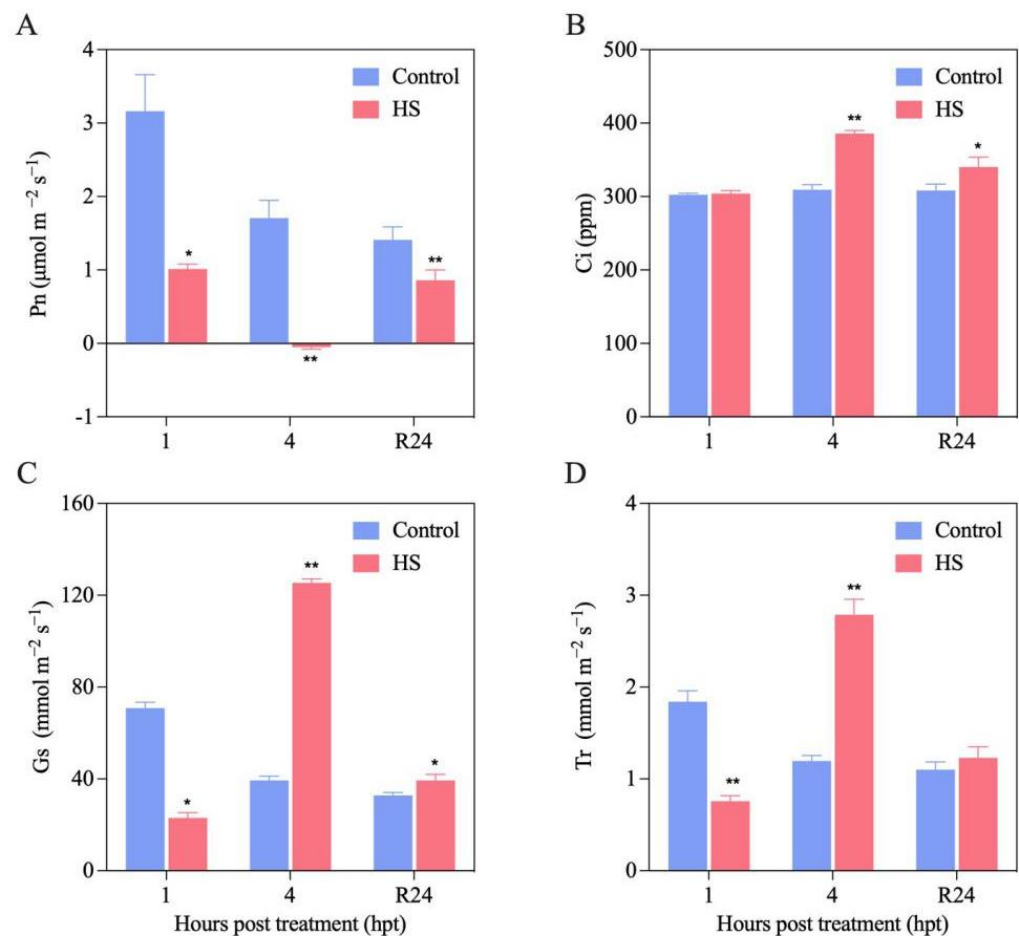 A
Pn (μmol m⁻² s⁻¹)
4
3
2
1
0
-1
Control
HS
*
**
**
1 4 R24
B
Ci (ppm)
500
400
300
200
100
0
Control
HS
**
*
1 4 R24
C
Gs (mmol m⁻² s⁻¹)
160
120
80
40
0
Control
HS
*
**
*
1 4 R24
Hours post treatment (hpt)
D
Tr (mmol m⁻² s⁻¹)
4
3
2
1
0
Control
HS
**
**
1 4 R24
Hours post treatment (hpt)